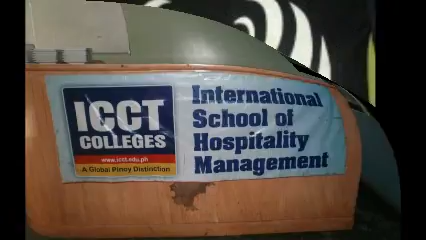 ICCT
COLLEGES
www.icct.edu.ph
A Global Pinoy Distinction
International
School of
Hospitality
Management